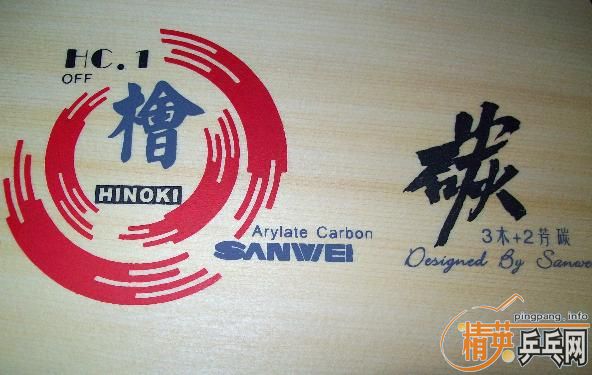 HC.1
OFF
檜
HINOKI
Arylate Carbon
SANWEI
碳
3木+2芳碳
Designed By Sanwe
pingpang.info
精英乒乓网